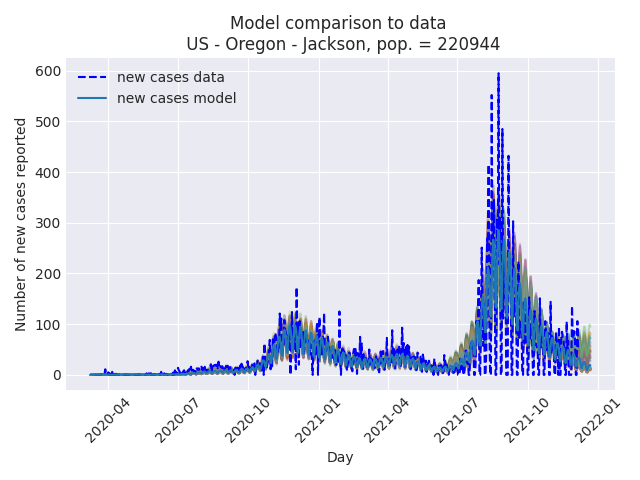 Model comparison to data
US - Oregon - Jackson, pop. = 220944
new cases data
new cases model
Number of new cases reported
600
500
400
300
200
100
0
2020-04
2020-07
2020-10
2021-01
2021-04
2021-07
2021-10
2022-01
Day